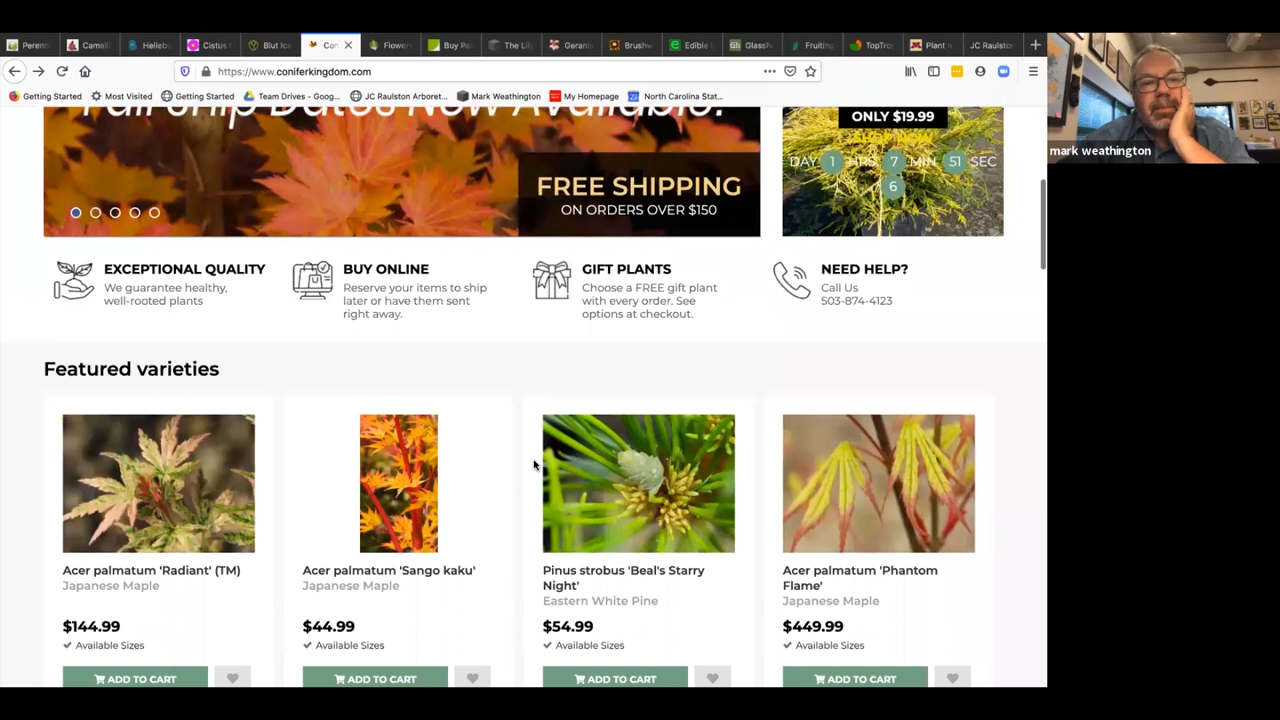 Peren
Camell
Hellebo
Cistus
Blut Ice
Con
Flowers
Buy Pa
The Lily
Gerani
Brushw
Edible
Glassh
Fruiting
TopTro
Plant
JC Raulsto
https://www.coniferkingdom.com
Getting Started
Most Visited
Getting Started
Team Drives - Goog...
JC Raulston Arboret...
Mark Weathington
My Homepage
North Carolina Stat...
mark weathington
Fall Ship Dates Now Available!
FREE SHIPPING
ON ORDERS OVER $150
ONLY $19.99
DAY 1 HRS 7 MIN 51 SEC
6
EXCEPTIONAL QUALITY
We guarantee healthy,
well-rooted plants
BUY ONLINE
Reserve your items to ship
later or have them sent
right away.
GIFT PLANTS
Choose a FREE gift plant
with every order. See
options at checkout.
NEED HELP?
Call Us
503-874-4123
Featured varieties
Acer palmatum 'Radiant' (TM)
Japanese Maple
$144.99
Available Sizes
ADD TO CART
Acer palmatum 'Sango kaku'
Japanese Maple
$44.99
Available Sizes
ADD TO CART
Pinus strobus 'Beal's Starry
Night'
Eastern White Pine
$54.99
Available Sizes
ADD TO CART
Acer palmatum 'Phantom
Flame'
Japanese Maple
$449.99
Available Sizes
ADD TO CART